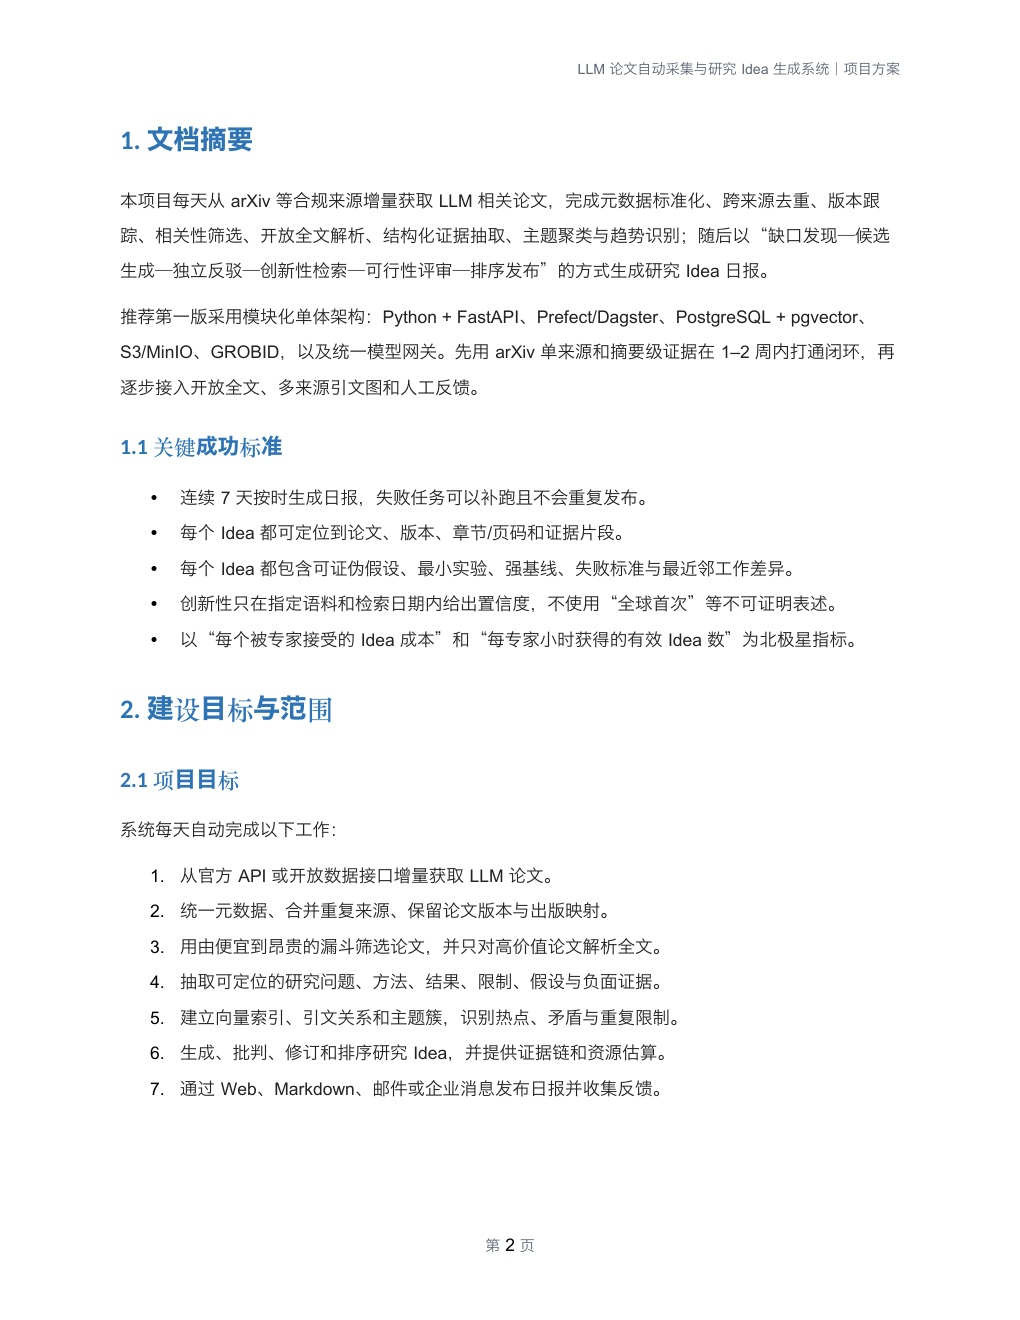 LLM 论文自动采集与研究 Idea 生成系统｜项目方案
1. 文档摘要
本项目每天从 arXiv 等合规来源增量获取 LLM 相关论文，完成元数据标准化、跨来源去重、版本跟
踪、相关性筛选、开放全文解析、结构化证据抽取、主题聚类与趋势识别；随后以“缺口发现—候选
生成—独立反驳—创新性检索—可行性评审—排序发布”的方式生成研究 Idea 日报。
推荐第一版采用模块化单体架构：Python + FastAPI、Prefect/Dagster、PostgreSQL + pgvector、
S3/MinIO、GROBID，以及统一模型网关。先用 arXiv 单来源和摘要级证据在 1–2 周内打通闭环，再
逐步接入开放全文、多来源引文图和人工反馈。
1.1 关键成功标准
• 连续 7 天按时生成日报，失败任务可以补跑且不会重复发布。
• 每个 Idea 都可定位到论文、版本、章节/页码和证据片段。
• 每个 Idea 都包含可证伪假设、最小实验、强基线、失败标准与最近邻工作差异。
• 创新性只在指定语料和检索日期内给出置信度，不使用“全球首次”等不可证明表述。
• 以“每个被专家接受的 Idea 成本”和“每专家小时获得的有效 Idea 数”为北极星指标。
2. 建设目标与范围
2.1 项目目标
系统每天自动完成以下工作：
1. 从官方 API 或开放数据接口增量获取 LLM 论文。
2. 统一元数据、合并重复来源、保留论文版本与出版映射。
3. 用由便宜到昂贵的漏斗筛选论文，并只对高价值论文解析全文。
4. 抽取可定位的研究问题、方法、结果、限制、假设与负面证据。
5. 建立向量索引、引文关系和主题簇，识别热点、矛盾与重复限制。
6. 生成、批判、修订和排序研究 Idea，并提供证据链和资源估算。
7. 通过 Web、Markdown、邮件或企业消息发布日报并收集反馈。
第 2 页